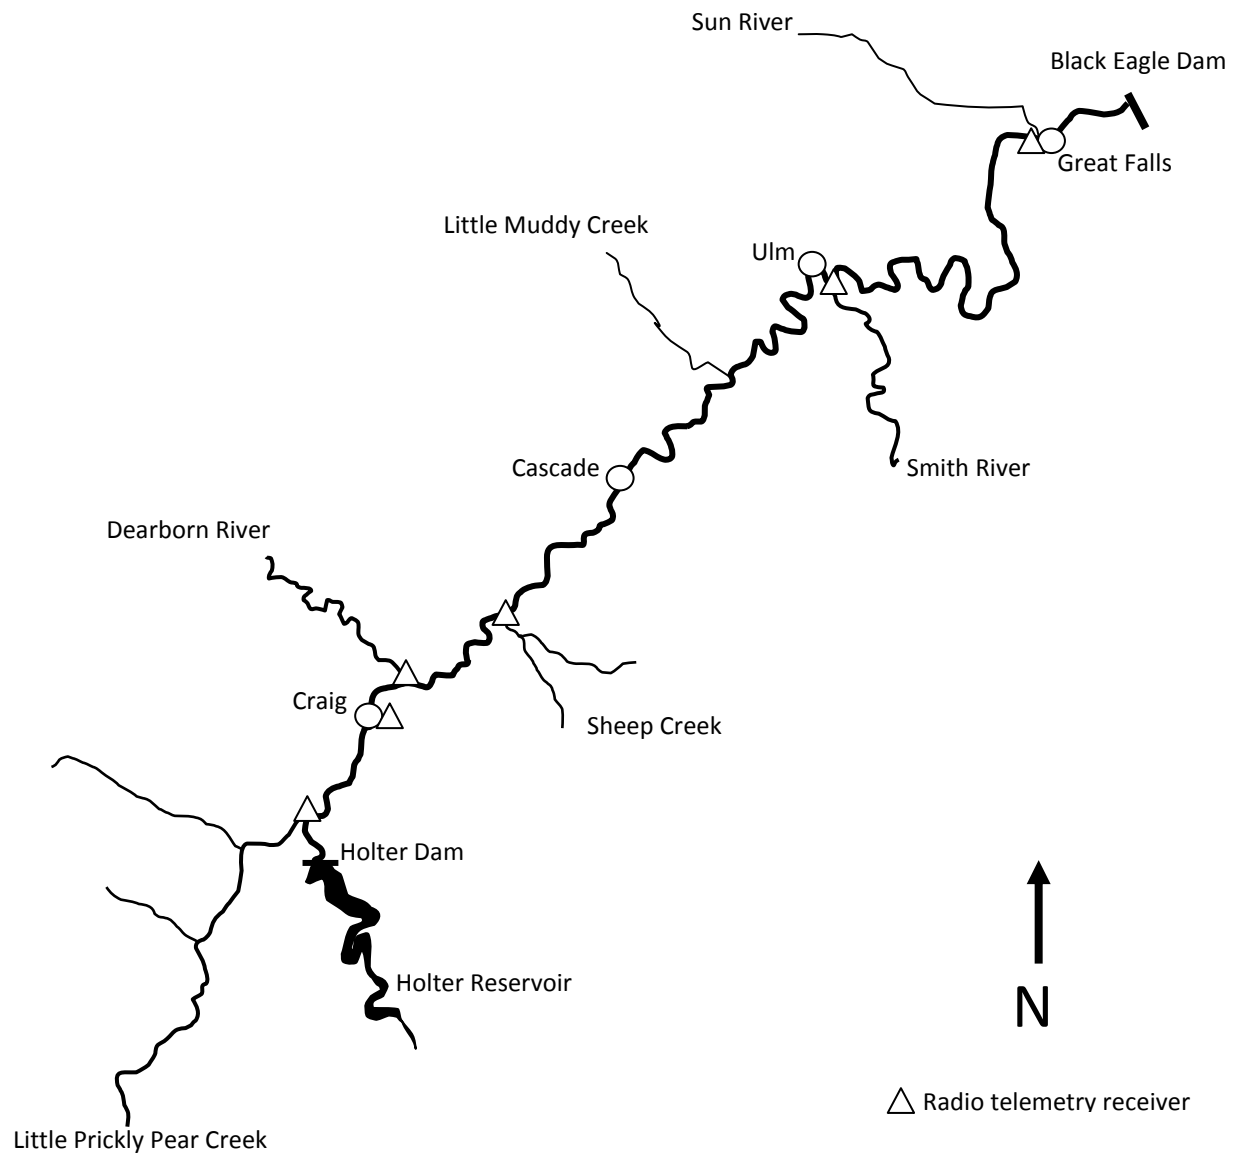 Sun River
Black Eagle Dam
Great Falls
Little Muddy Creek
Ulm
Cascade
Smith River
Dearborn River
Craig
Sheep Creek
Holter Dam
Holter Reservoir
N
Radio telemetry receiver
Little Prickly Pear Creek